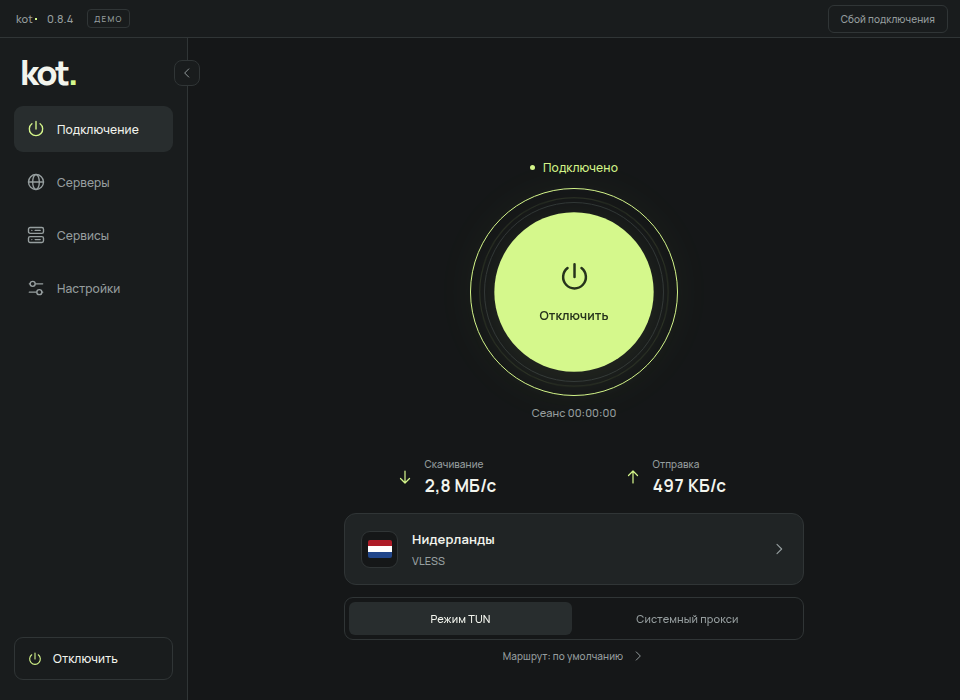 kot· 0.8.4 ДЕМО
Сбой подключения
kot.
Подключение
Серверы
Сервисы
Настройки
Отключить
Подключено
Отключить
Сеанс 00:00:00
Скачивание
2,8 МБ/с
Отправка
497 КБ/с
Нидерланды
VLESS
Режим TUN
Системный прокси
Маршрут: по умолчанию